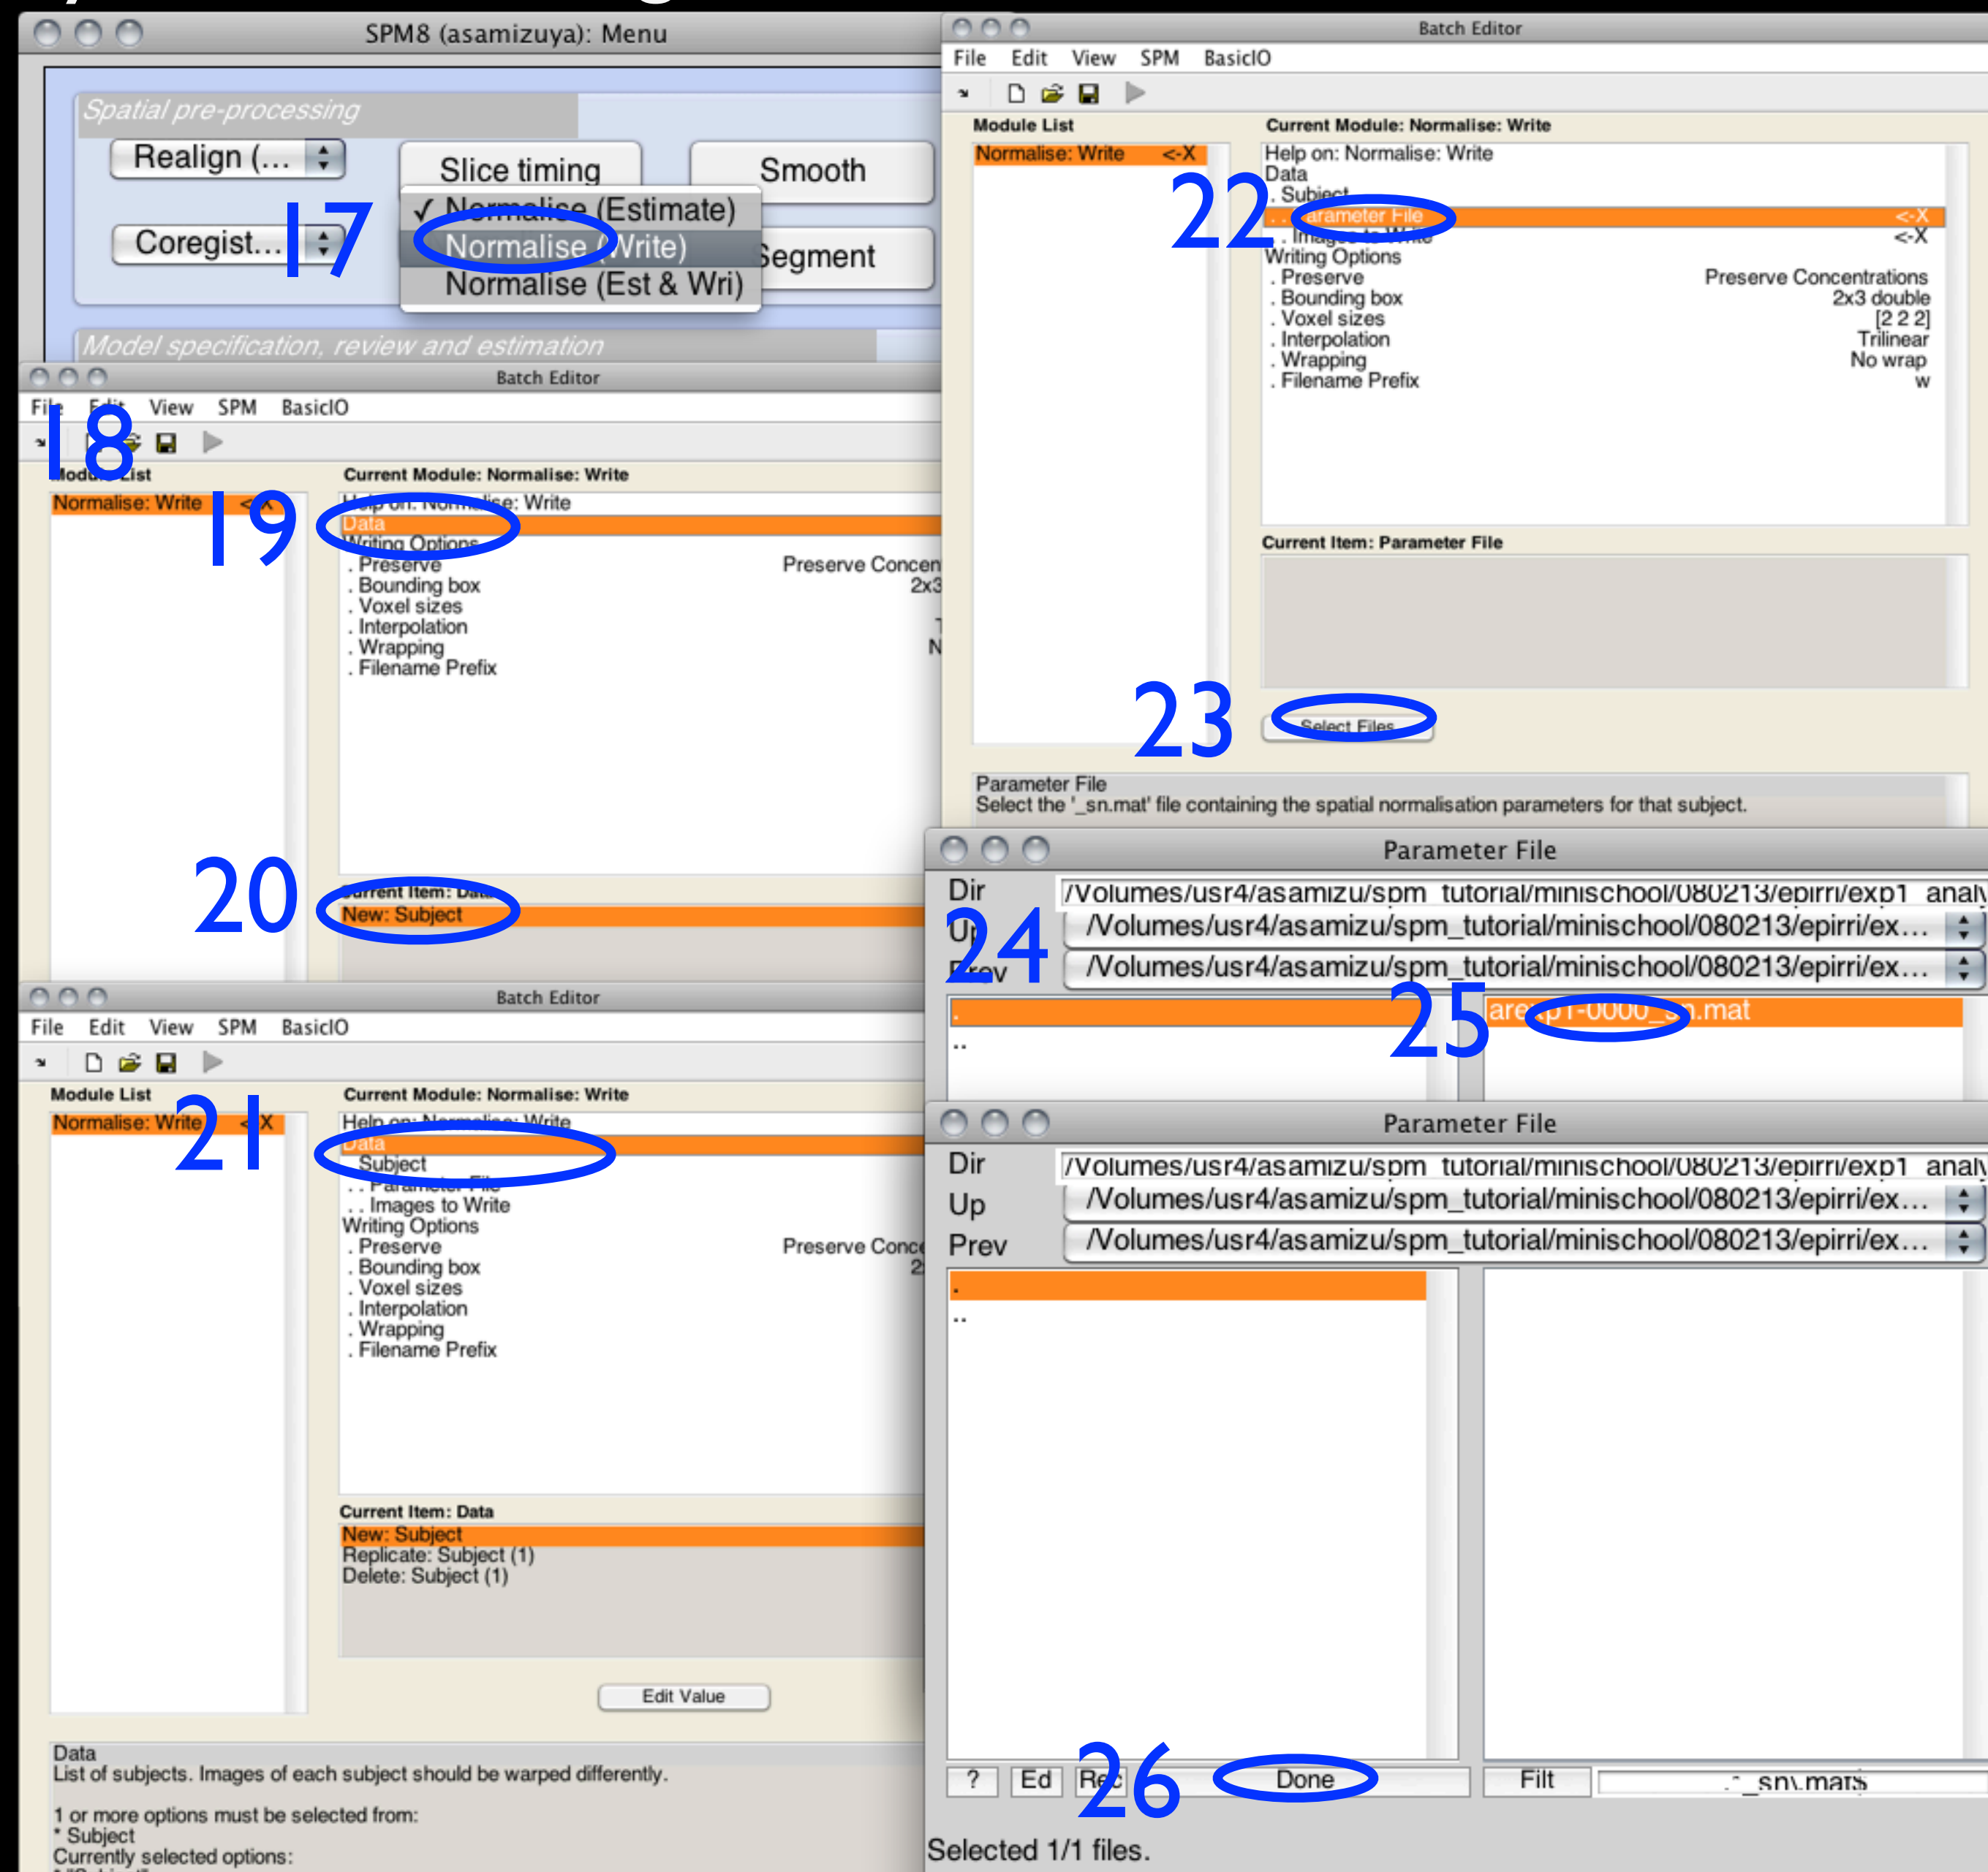 SPM8 (asamizuya): Menu
Spatial pre-processing
Realign (...
Slice timing
Smooth
17
✓ Normalise (Estimate)
Coregist...
Normalise (Write)
Segment
Normalise (Est & Wri)
Model specification, review and estimation
Batch Editor
File Edit View SPM BasicIO
18
Module List
Current Module: Normalise: Write
Normalise: Write <-X
19
Help on: Normalise: Write
Data
Writing Options
. Preserve Preserve Concen
. Bounding box 2x3
. Voxel sizes
. Interpolation
. Wrapping N
. Filename Prefix
20
Current Item: Data
New: Subject
Batch Editor
File Edit View SPM BasicIO
Module List
Current Module: Normalise: Write
Normalise: Write <-X
21
Help on: Normalise: Write
Data
. Subject
. . Parameter File
. . Images to Write
Writing Options
. Preserve Preserve Conce
. Bounding box 2
. Voxel sizes
. Interpolation
. Wrapping
. Filename Prefix
Current Item: Data
New: Subject
Replicate: Subject (1)
Delete: Subject (1)
Edit Value
Data
List of subjects. Images of each subject should be warped differently.
1 or more options must be selected from:
* Subject
Currently selected options:
Batch Editor
File Edit View SPM BasicIO
Module List
Current Module: Normalise: Write
Normalise: Write <-X
Help on: Normalise: Write
Data
. Subject
22
. . Parameter File <-X
. . Images to Write <-X
Writing Options
. Preserve Preserve Concentrations
. Bounding box 2x3 double
. Voxel sizes [2 2 2]
. Interpolation Trilinear
. Wrapping No wrap
. Filename Prefix w
Current Item: Parameter File
23
Select Files
Parameter File
Select the '_sn.mat' file containing the spatial normalisation parameters for that subject.
Parameter File
Dir /Volumes/usr4/asamizu/spm_tutorial/minischool/080213/epirri/exp1_analy
24
Up /Volumes/usr4/asamizu/spm_tutorial/minischool/080213/epirri/ex...
Prev /Volumes/usr4/asamizu/spm_tutorial/minischool/080213/epirri/ex...
.
..
25
arexp1-0000_sn.mat
Parameter File
Dir /Volumes/usr4/asamizu/spm_tutorial/minischool/080213/epirri/exp1_analy
Up /Volumes/usr4/asamizu/spm_tutorial/minischool/080213/epirri/ex...
Prev /Volumes/usr4/asamizu/spm_tutorial/minischool/080213/epirri/ex...
.
..
26
? Ed Rec Done Filt .*_sn\.mat$
Selected 1/1 files.